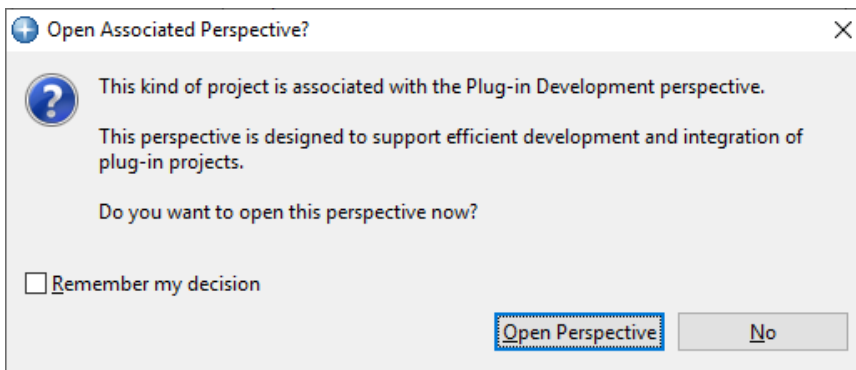 Open Associated Perspective?
This kind of project is associated with the Plug-in Development perspective.
This perspective is designed to support efficient development and integration of
plug-in projects.
Do you want to open this perspective now?
Remember my decision
Open Perspective No